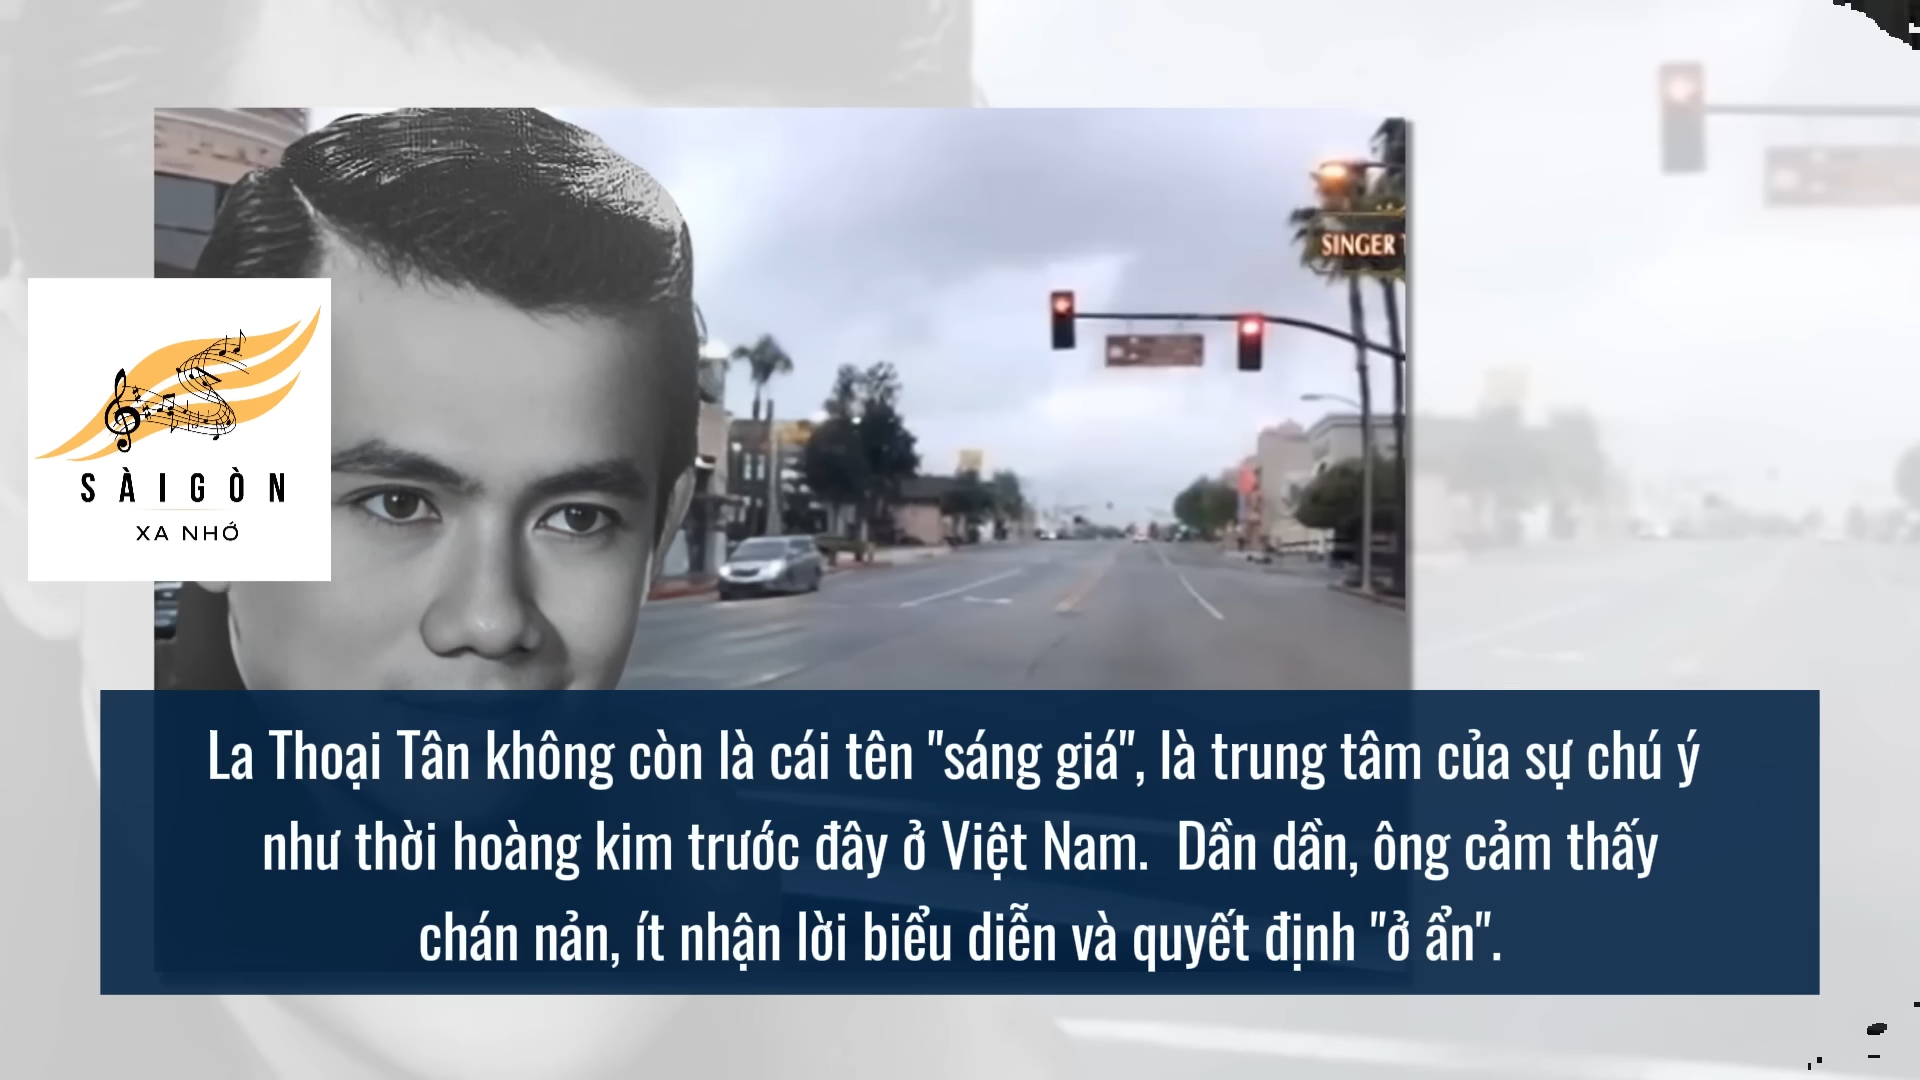 SINGER
SÀIGÒN
XA NHỚ
La Thoại Tân không còn là cái tên "sáng giá", là trung tâm của sự chú ý
như thời hoàng kim trước đây ở Việt Nam. Dần dần, ông cảm thấy
chán nản, ít nhận lời biểu diễn và quyết định "ở ẩn".